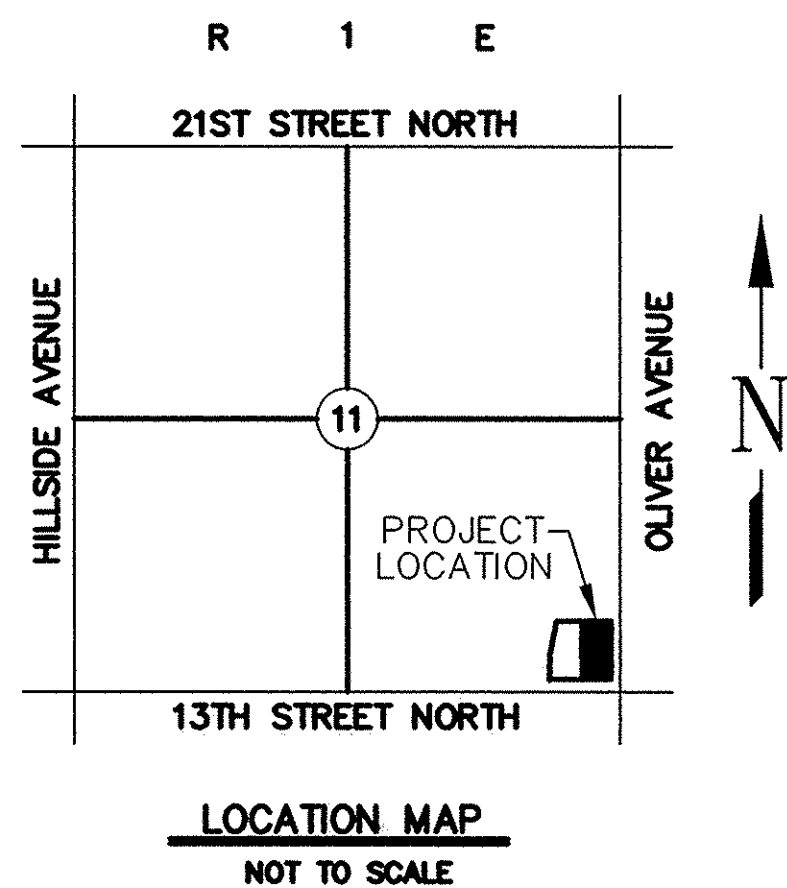 R 1 E
21ST STREET NORTH
HILLSIDE AVENUE
11
OLIVER AVENUE
N
PROJECT
LOCATION
13TH STREET NORTH
LOCATION MAP
NOT TO SCALE